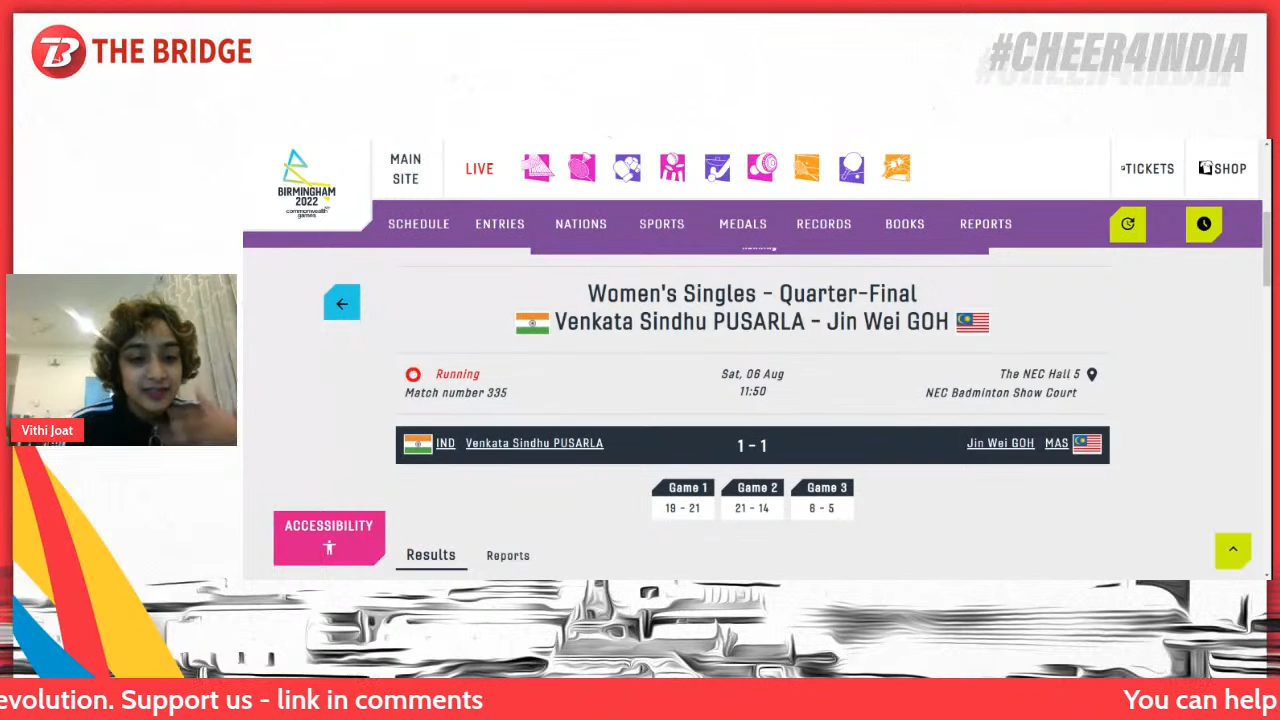 THE BRIDGE
#CHEER4INDIA
BIRMINGHAM
2022
commonwealth
games
MAIN
SITE
LIVE
TICKETS
SHOP
SCHEDULE ENTRIES NATIONS SPORTS MEDALS RECORDS BOOKS REPORTS
Running
Women's Singles - Quarter-Final
Venkata Sindhu PUSARLA - Jin Wei GOH
Running
Match number 335
Sat, 06 Aug
11:50
The NEC Hall 5
NEC Badminton Show Court
IND Venkata Sindhu PUSARLA 1 - 1 Jin Wei GOH MAS
Game 1 Game 2 Game 3
19 - 21 21 - 14 6 - 5
Vithi Joat
ACCESSIBILITY
Results Reports
evolution. Support us - link in comments You can help